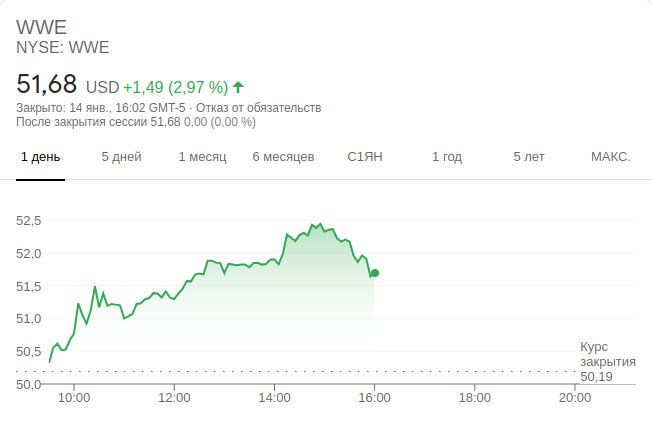 WWE
NYSE: WWE
51,68 USD +1,49 (2,97 %)
Закрыто: 14 янв., 16:02 GMT-5 · Отказ от обязательств
После закрытия сессии 51,68 0,00 (0,00 %)
1 день 5 дней 1 месяц 6 месяцев С1ЯН 1 год 5 лет МАКС.
52,5
52,0
51,5
51,0
50,5
50,0
Курс
закрытия
50,19
10:00 12:00 14:00 16:00 18:00 20:00